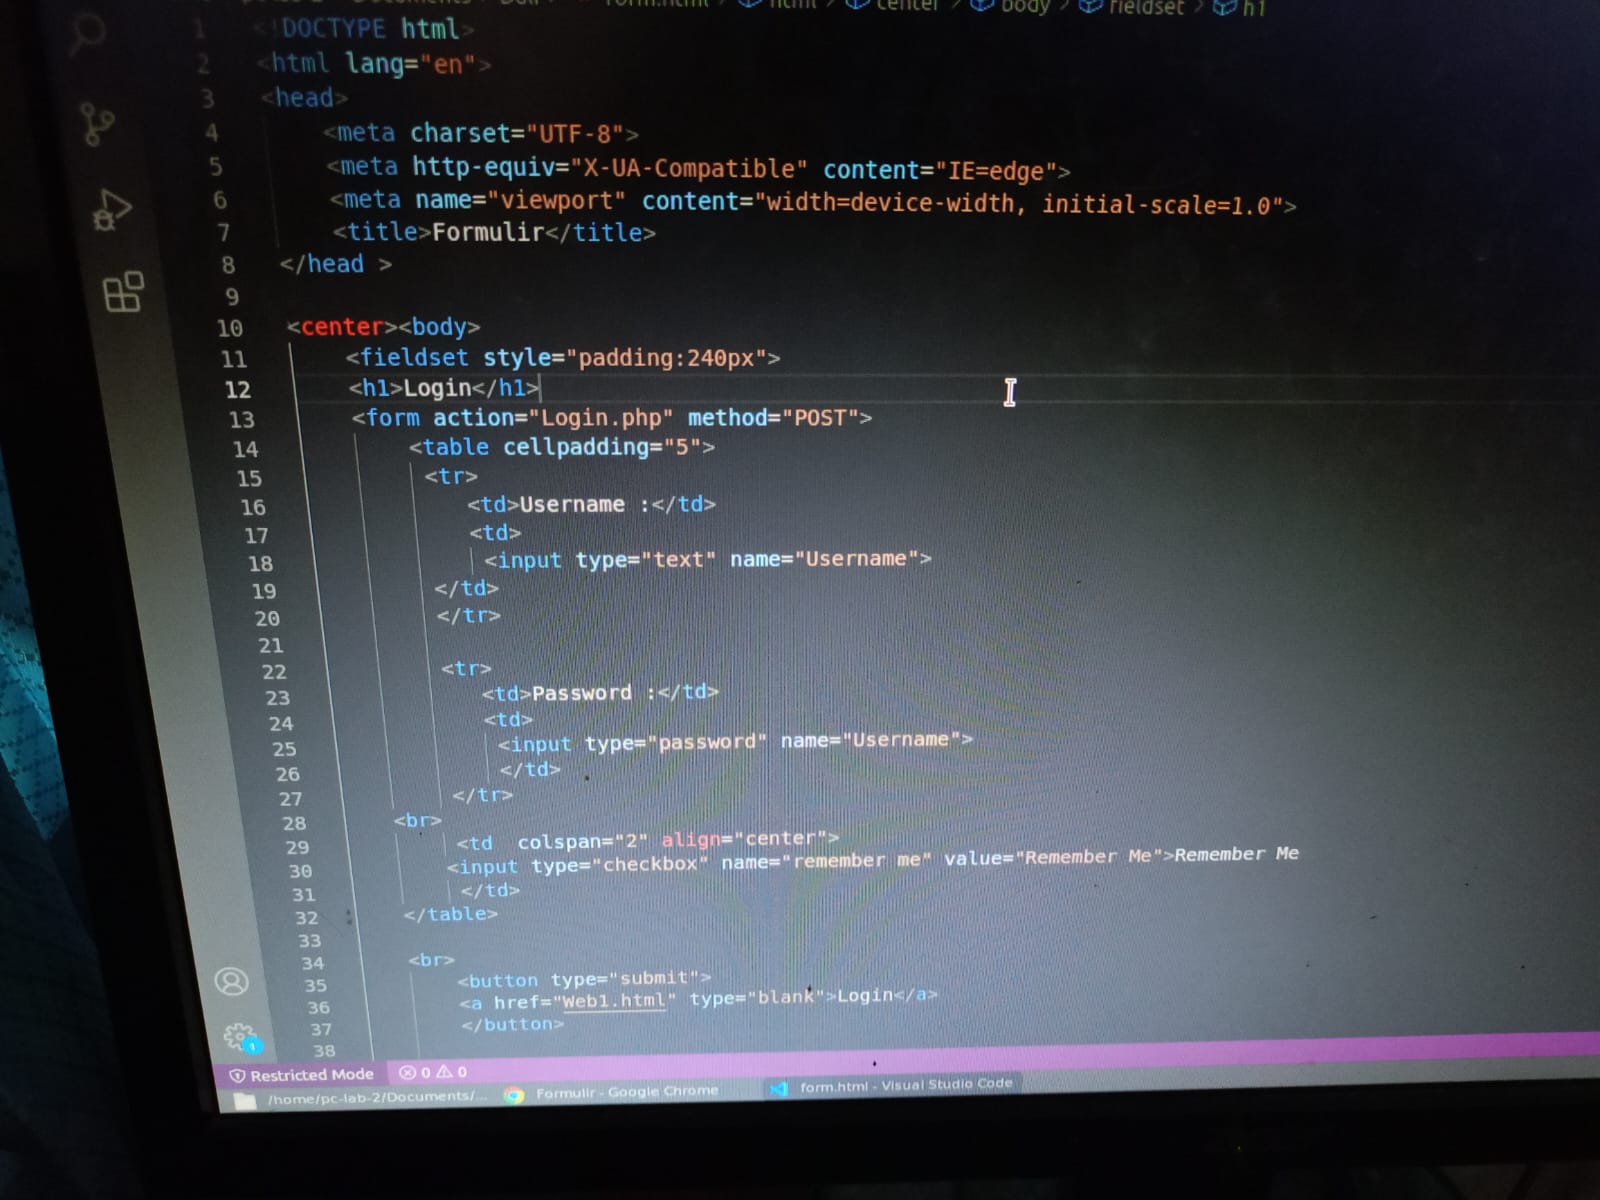 form.html > html > center > body > fieldset > h1
1 <!DOCTYPE html>
2 <html lang="en">
3 <head>
4 <meta charset="UTF-8">
5 <meta http-equiv="X-UA-Compatible" content="IE=edge">
6 <meta name="viewport" content="width=device-width, initial-scale=1.0">
7 <title>Formulir</title>
8 </head >
9
10 <center><body>
11 <fieldset style="padding:240px">
12 <h1>Login</h1>
13 <form action="Login.php" method="POST">
14 <table cellpadding="5">
15 <tr>
16 <td>Username :</td>
17 <td>
18 <input type="text" name="Username">
19 </td>
20 </tr>
21
22 <tr>
23 <td>Password :</td>
24 <td>
25 <input type="password" name="Username">
26 </td>
27 </tr>
28 <br>
29 <td  colspan="2" align="center">
30 <input type="checkbox" name="remember me" value="Remember Me">Remember Me
31 </td>
32 </table>
33
34 <br>
35 <button type="submit">
36 <a href="Web1.html" type="blank">Login</a>
37 </button>
38
1
Restricted Mode 0 0
/home/pc-lab-2/Documents/... Formulir - Google Chrome form.html - Visual Studio Code